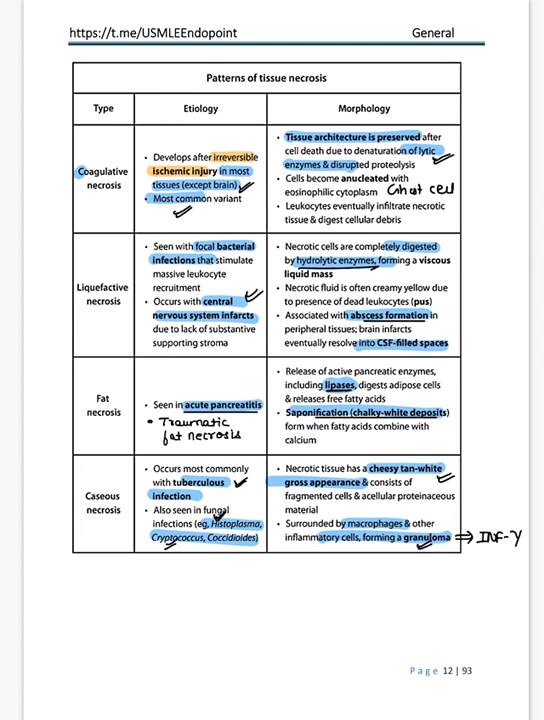 https://t.me/USMLEEndopoint General
Patterns of tissue necrosis
Type Etiology Morphology
Coagulative necrosis
• Develops after irreversible
ischemic injury in most
tissues (except brain)
• Most common variant
• Tissue architecture is preserved after
cell death due to denaturation of lytic
enzymes & disrupted proteolysis
• Cells become anucleated with
eosinophilic cytoplasm Ghost cell
• Leukocytes eventually infiltrate necrotic
tissue & digest cellular debris
Liquefactive necrosis
• Seen with focal bacterial
infections that stimulate
massive leukocyte
recruitment
• Occurs with central
nervous system infarcts
due to lack of substantive
supporting stroma
• Necrotic cells are completely digested
by hydrolytic enzymes, forming a viscous
liquid mass
• Necrotic fluid is often creamy yellow due
to presence of dead leukocytes (pus)
• Associated with abscess formation in
peripheral tissues; brain infarcts
eventually resolve into CSF-filled spaces
Fat
necrosis
• Seen in acute pancreatitis
• Traumatic
fat necrosis
• Release of active pancreatic enzymes,
including lipases, digests adipose cells
& releases free fatty acids
• Saponification (chalky-white deposits)
form when fatty acids combine with
calcium
Caseous
necrosis
• Occurs most commonly
with tuberculous
infection
• Also seen in fungal
infections (eg, Histoplasma,
Cryptococcus, Coccidioides)
• Necrotic tissue has a cheesy tan-white
gross appearance & consists of
fragmented cells & acellular proteinaceous
material
• Surrounded by macrophages & other
inflammatory cells, forming a granuloma ⇒ INF-γ
Page 12 | 93